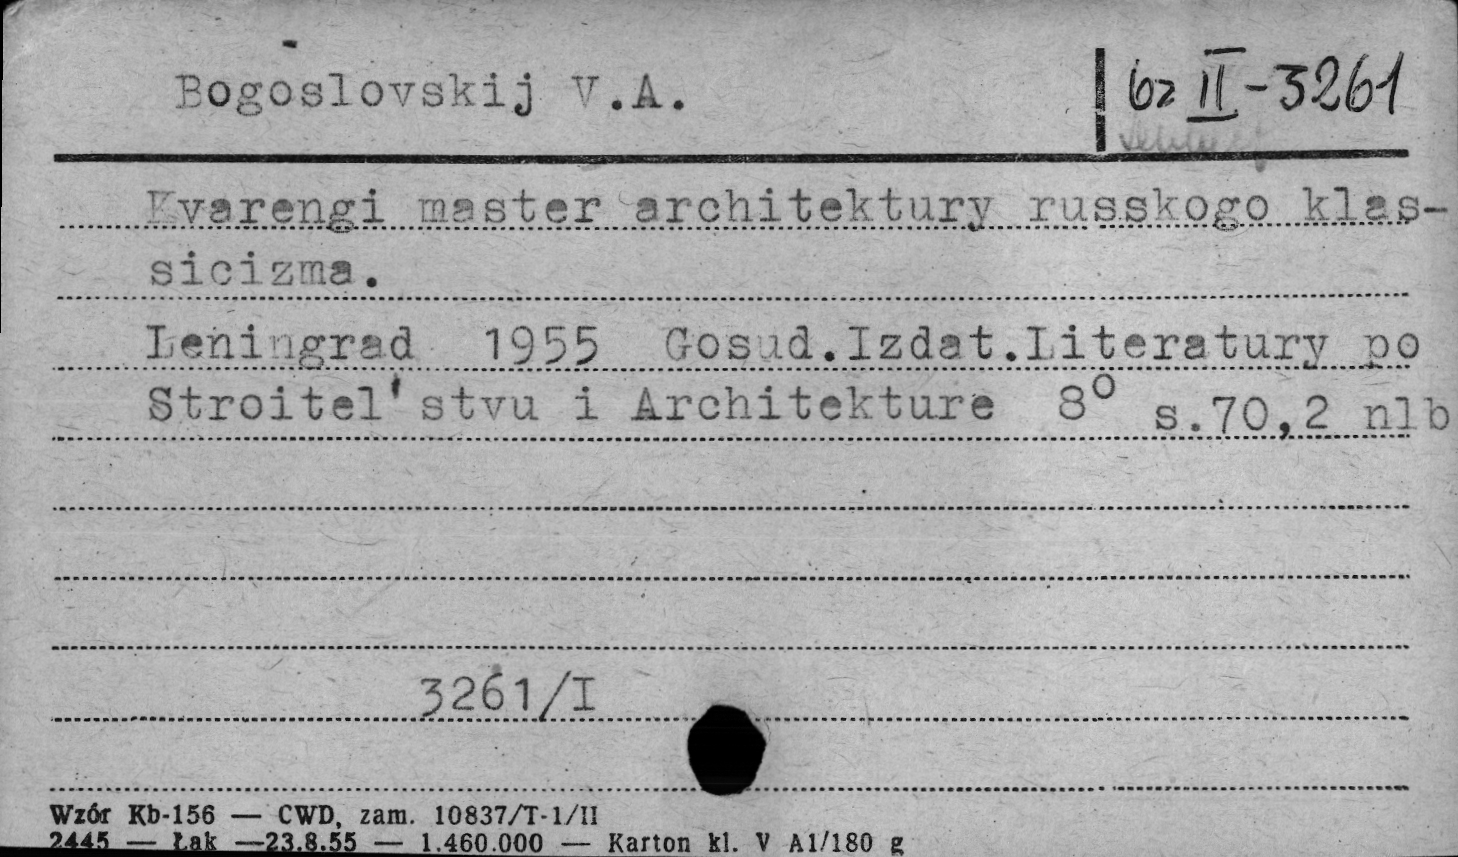 Bogoslovskij V.A.
bz II-3261
Kvarengi master architektury russkogo klas-
sicizma.
Leningrad 1955 Gosud.Izdat.Literatury po
Stroitel'stvu i Architekture 8° s.70,2 nlb
3261/I
Wzór Kb-156 — CWD, zam. 10837/T-1/II
2445 — Łąk —23.8.55 — 1.460.000 — Karton kl. V A1/180 g